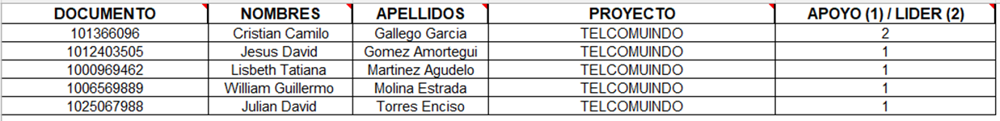 DOCUMENTO NOMBRES APELLIDOS PROYECTO APOYO (1) / LIDER (2)
101366096 Cristian Camilo Gallego Garcia TELCOMUINDO 2
1012403505 Jesus David Gomez Amortegui TELCOMUINDO 1
1000969462 Lisbeth Tatiana Martinez Agudelo TELCOMUINDO 1
1006569889 William Guillermo Molina Estrada TELCOMUINDO 1
1025067988 Julian David Torres Enciso TELCOMUINDO 1